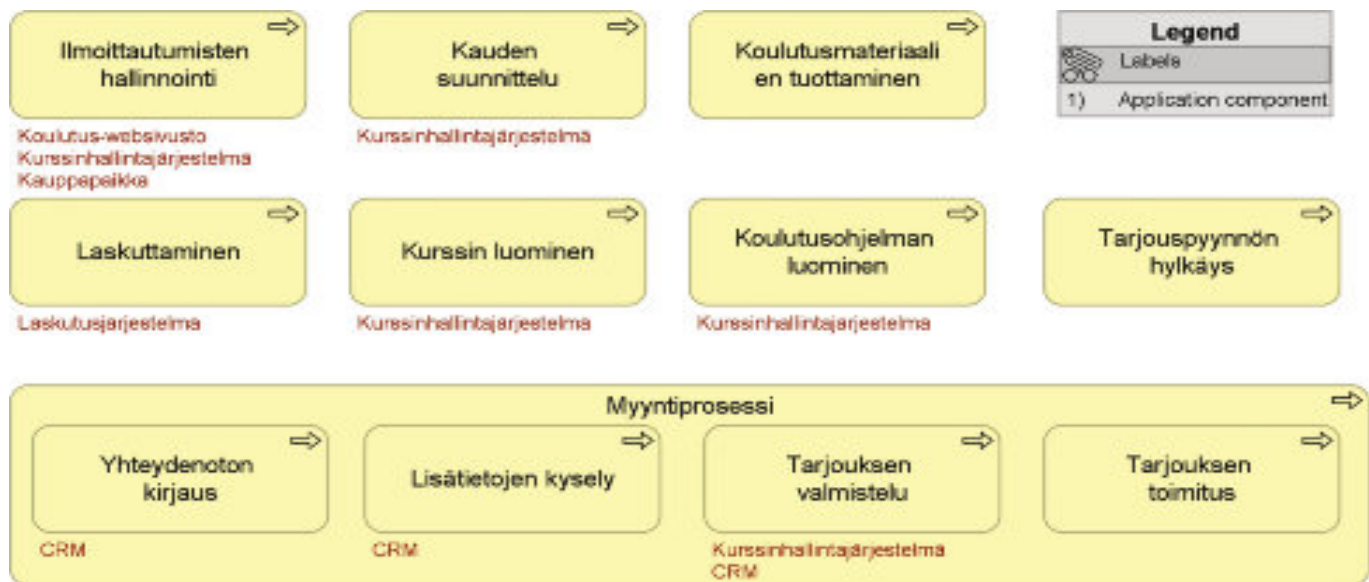 Ilmoittautumisten
hallinnointi
Kauden
suunnittelu
Koulutusmateriaali
en tuottaminen
Legend
Labels
1) Application component
Koulutus-websivusto
Kurssinhallintajärjestelmä
Kauppapaikka
Kurssinhallintajärjestelmä
Laskuttaminen
Kurssin luominen
Koulutusohjelman
luominen
Tarjouspyynnön
hylkäys
Laskutusjärjestelmä
Kurssinhallintajärjestelmä
Kurssinhallintajärjestelmä
Myyntiprosessi
Yhteydenoton
kirjaus
Lisätietojen kysely
Tarjouksen
valmistelu
Tarjouksen
toimitus
CRM
CRM
Kurssinhallintajärjestelmä
CRM